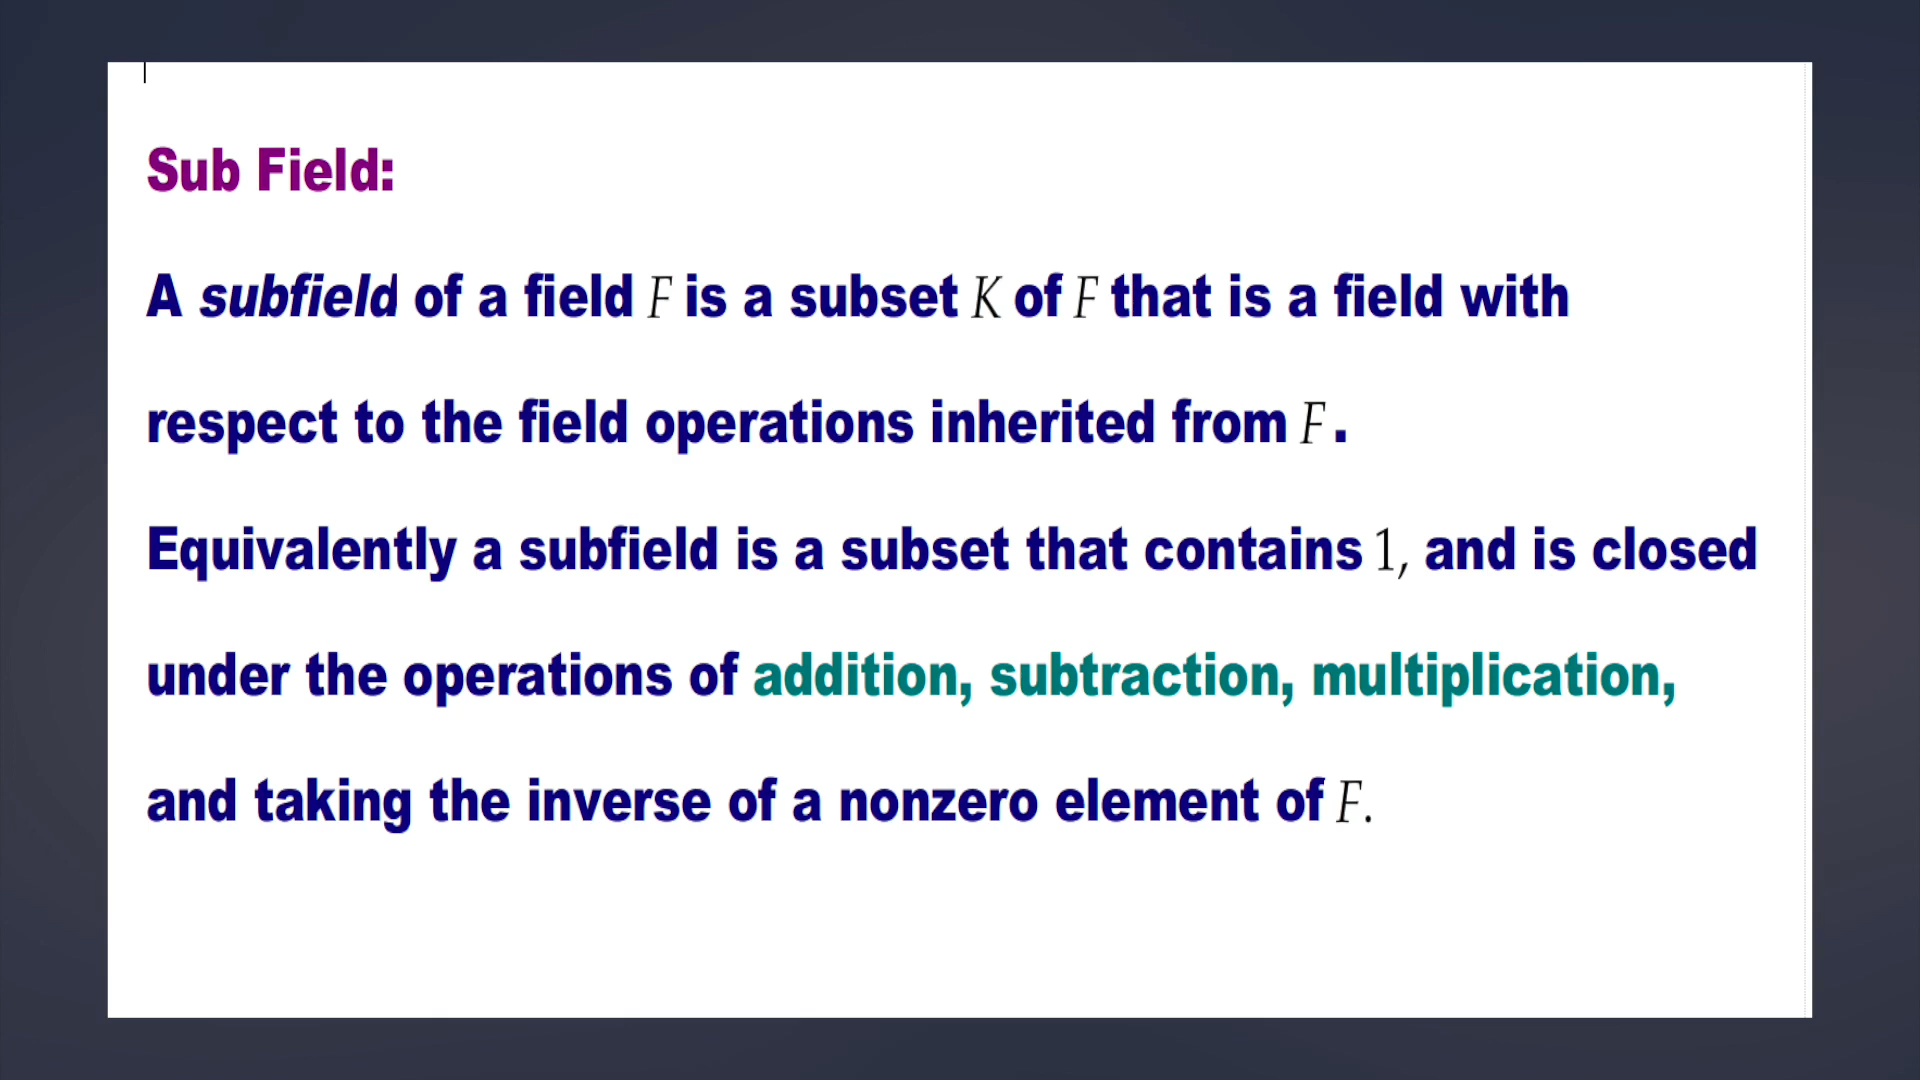 Sub Field:
A subfield of a field F is a subset K of F that is a field with
respect to the field operations inherited from F.
Equivalently a subfield is a subset that contains 1, and is closed
under the operations of addition, subtraction, multiplication,
and taking the inverse of a nonzero element of F.